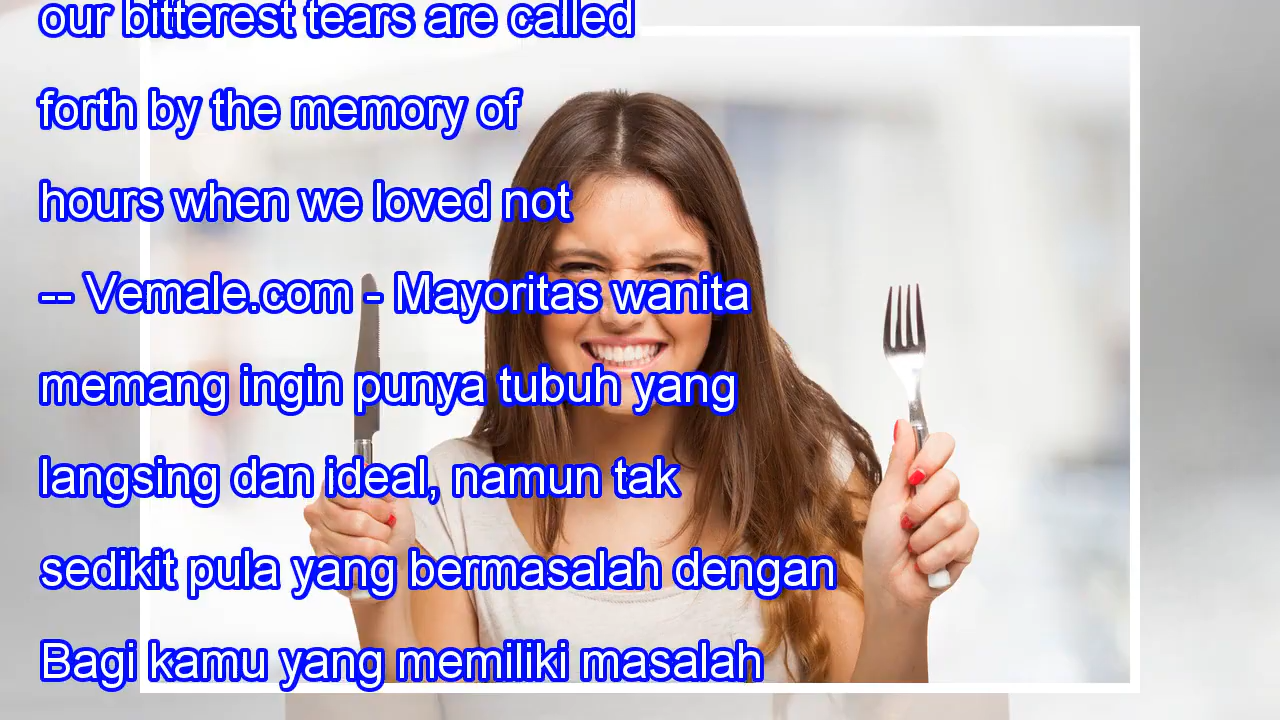 our bitterest tears are called
forth by the memory of
hours when we loved not
-- Vemale.com - Mayoritas wanita
memang ingin punya tubuh yang
langsing dan ideal, namun tak
sedikit pula yang bermasalah dengan
Bagi kamu yang memiliki masalah